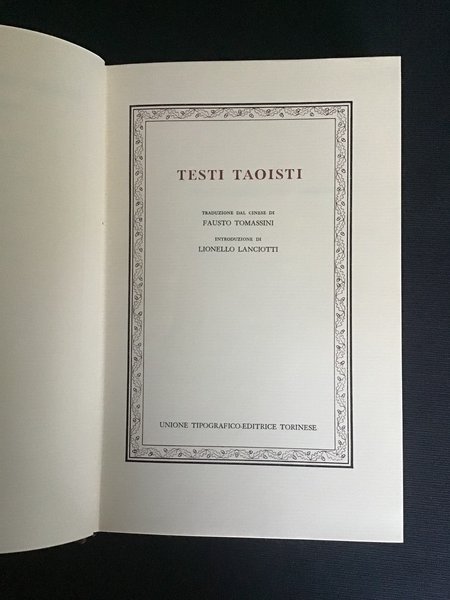 TESTI TAOISTI
TRADUZIONE DAL CINESE DI
FAUSTO TOMASSINI
INTRODUZIONE DI
LIONELLO LANCIOTTI
UNIONE TIPOGRAFICO-EDITRICE TORINESE